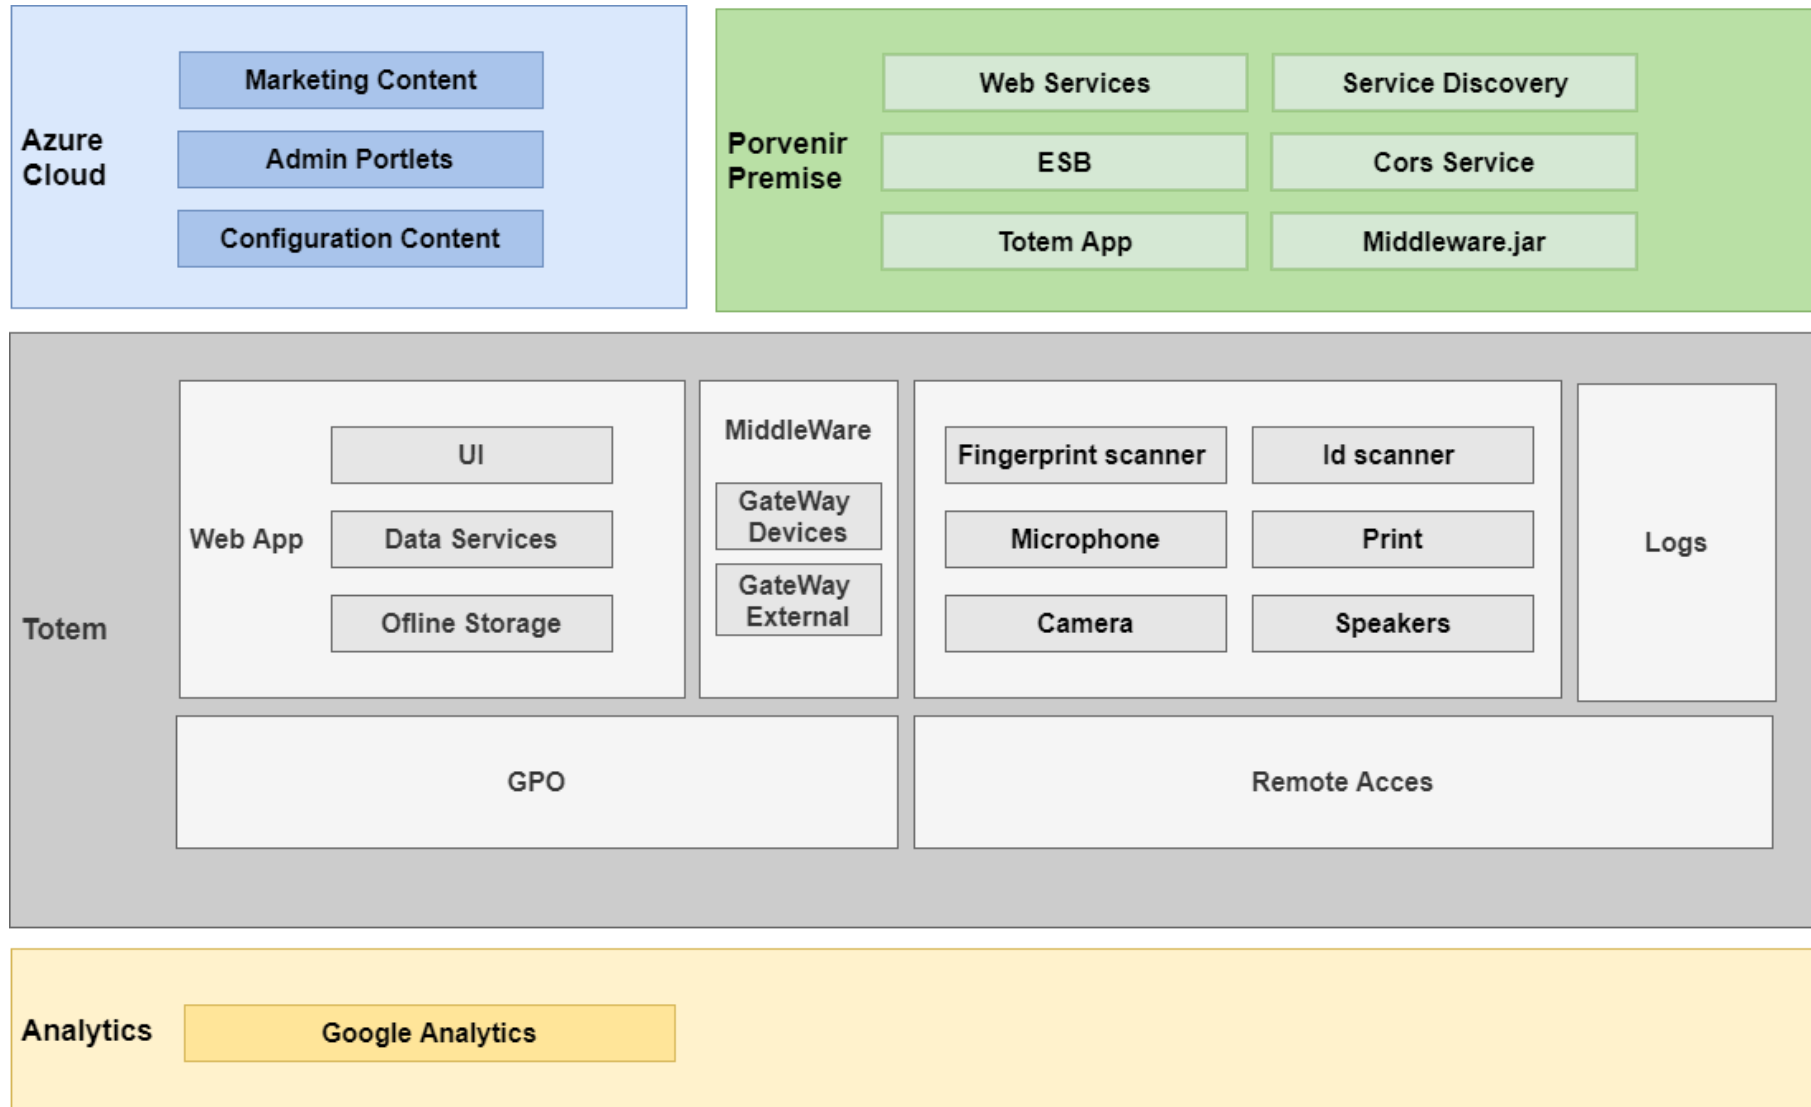 Azure
Cloud
Marketing Content
Admin Portlets
Configuration Content
Porvenir
Premise
Web Services
Service Discovery
ESB
Cors Service
Totem App
Middleware.jar
Totem
Web App
UI
Data Services
Ofline Storage
MiddleWare
GateWay
Devices
GateWay
External
Fingerprint scanner
Id scanner
Microphone
Print
Camera
Speakers
Logs
GPO
Remote Acces
Analytics
Google Analytics